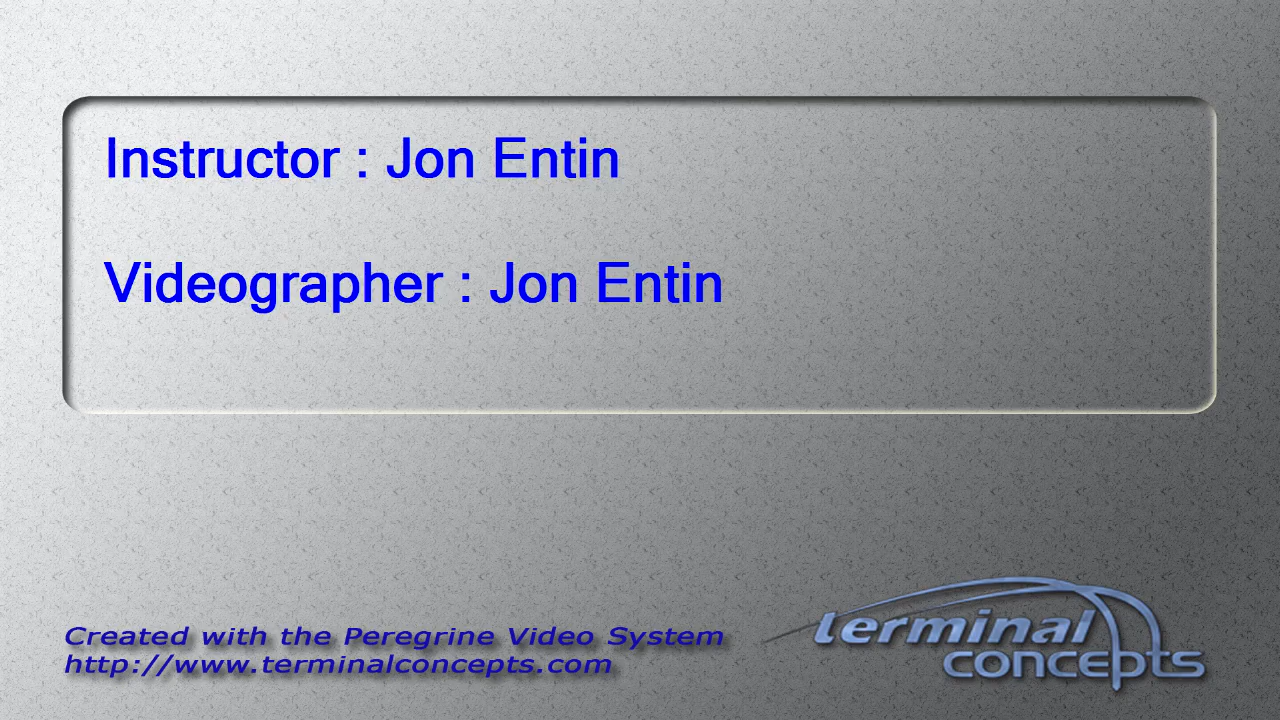 Instructor : Jon Entin
Videographer : Jon Entin
Created with the Peregrine Video System
http://www.terminalconcepts.com
terminal
concepts